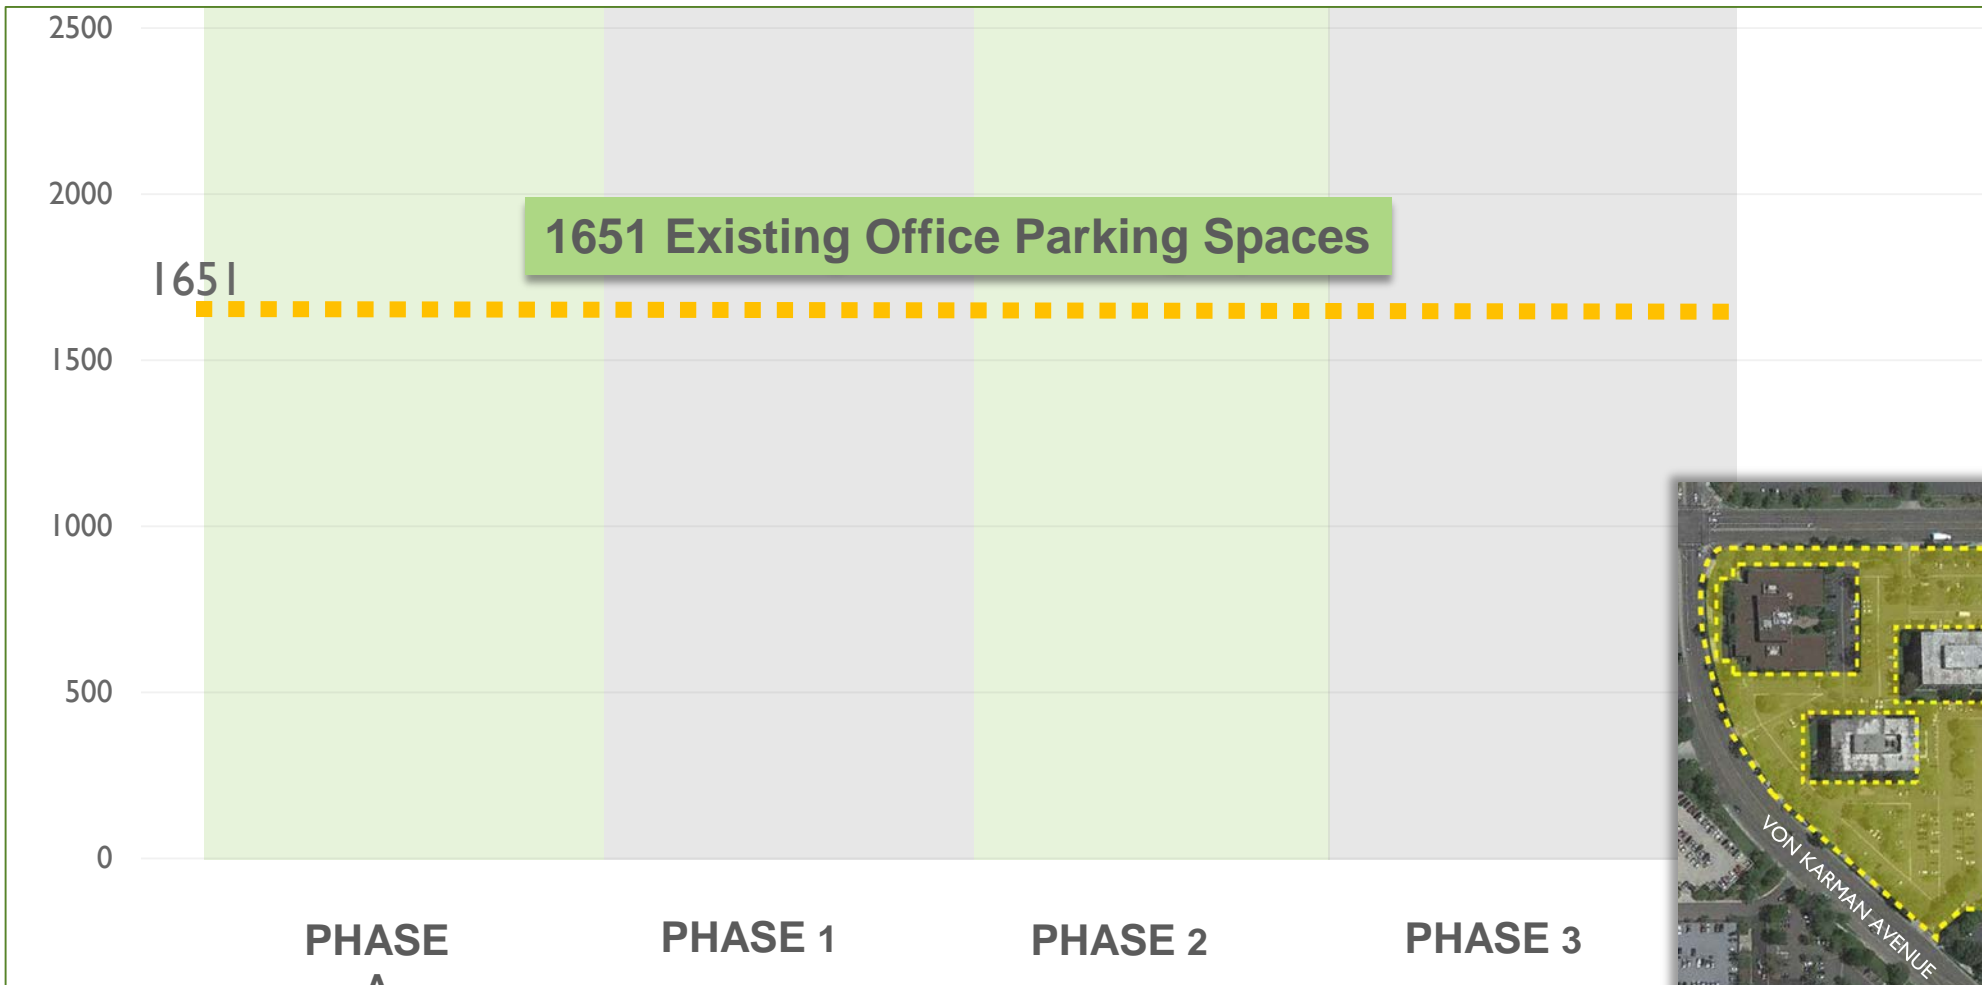 2500
2000
1651 Existing Office Parking Spaces
1651
1500
1000
500
0
PHASE
A
PHASE 1
PHASE 2
PHASE 3
VON KARMAN AVENUE